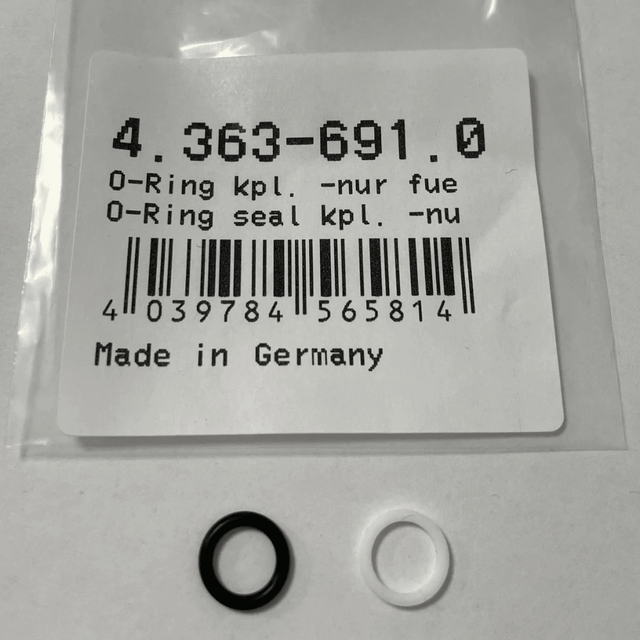 4.363-691.0
O-Ring kpl. -nur fue
O-Ring seal kpl. -nu
4 039784 565814
Made in Germany